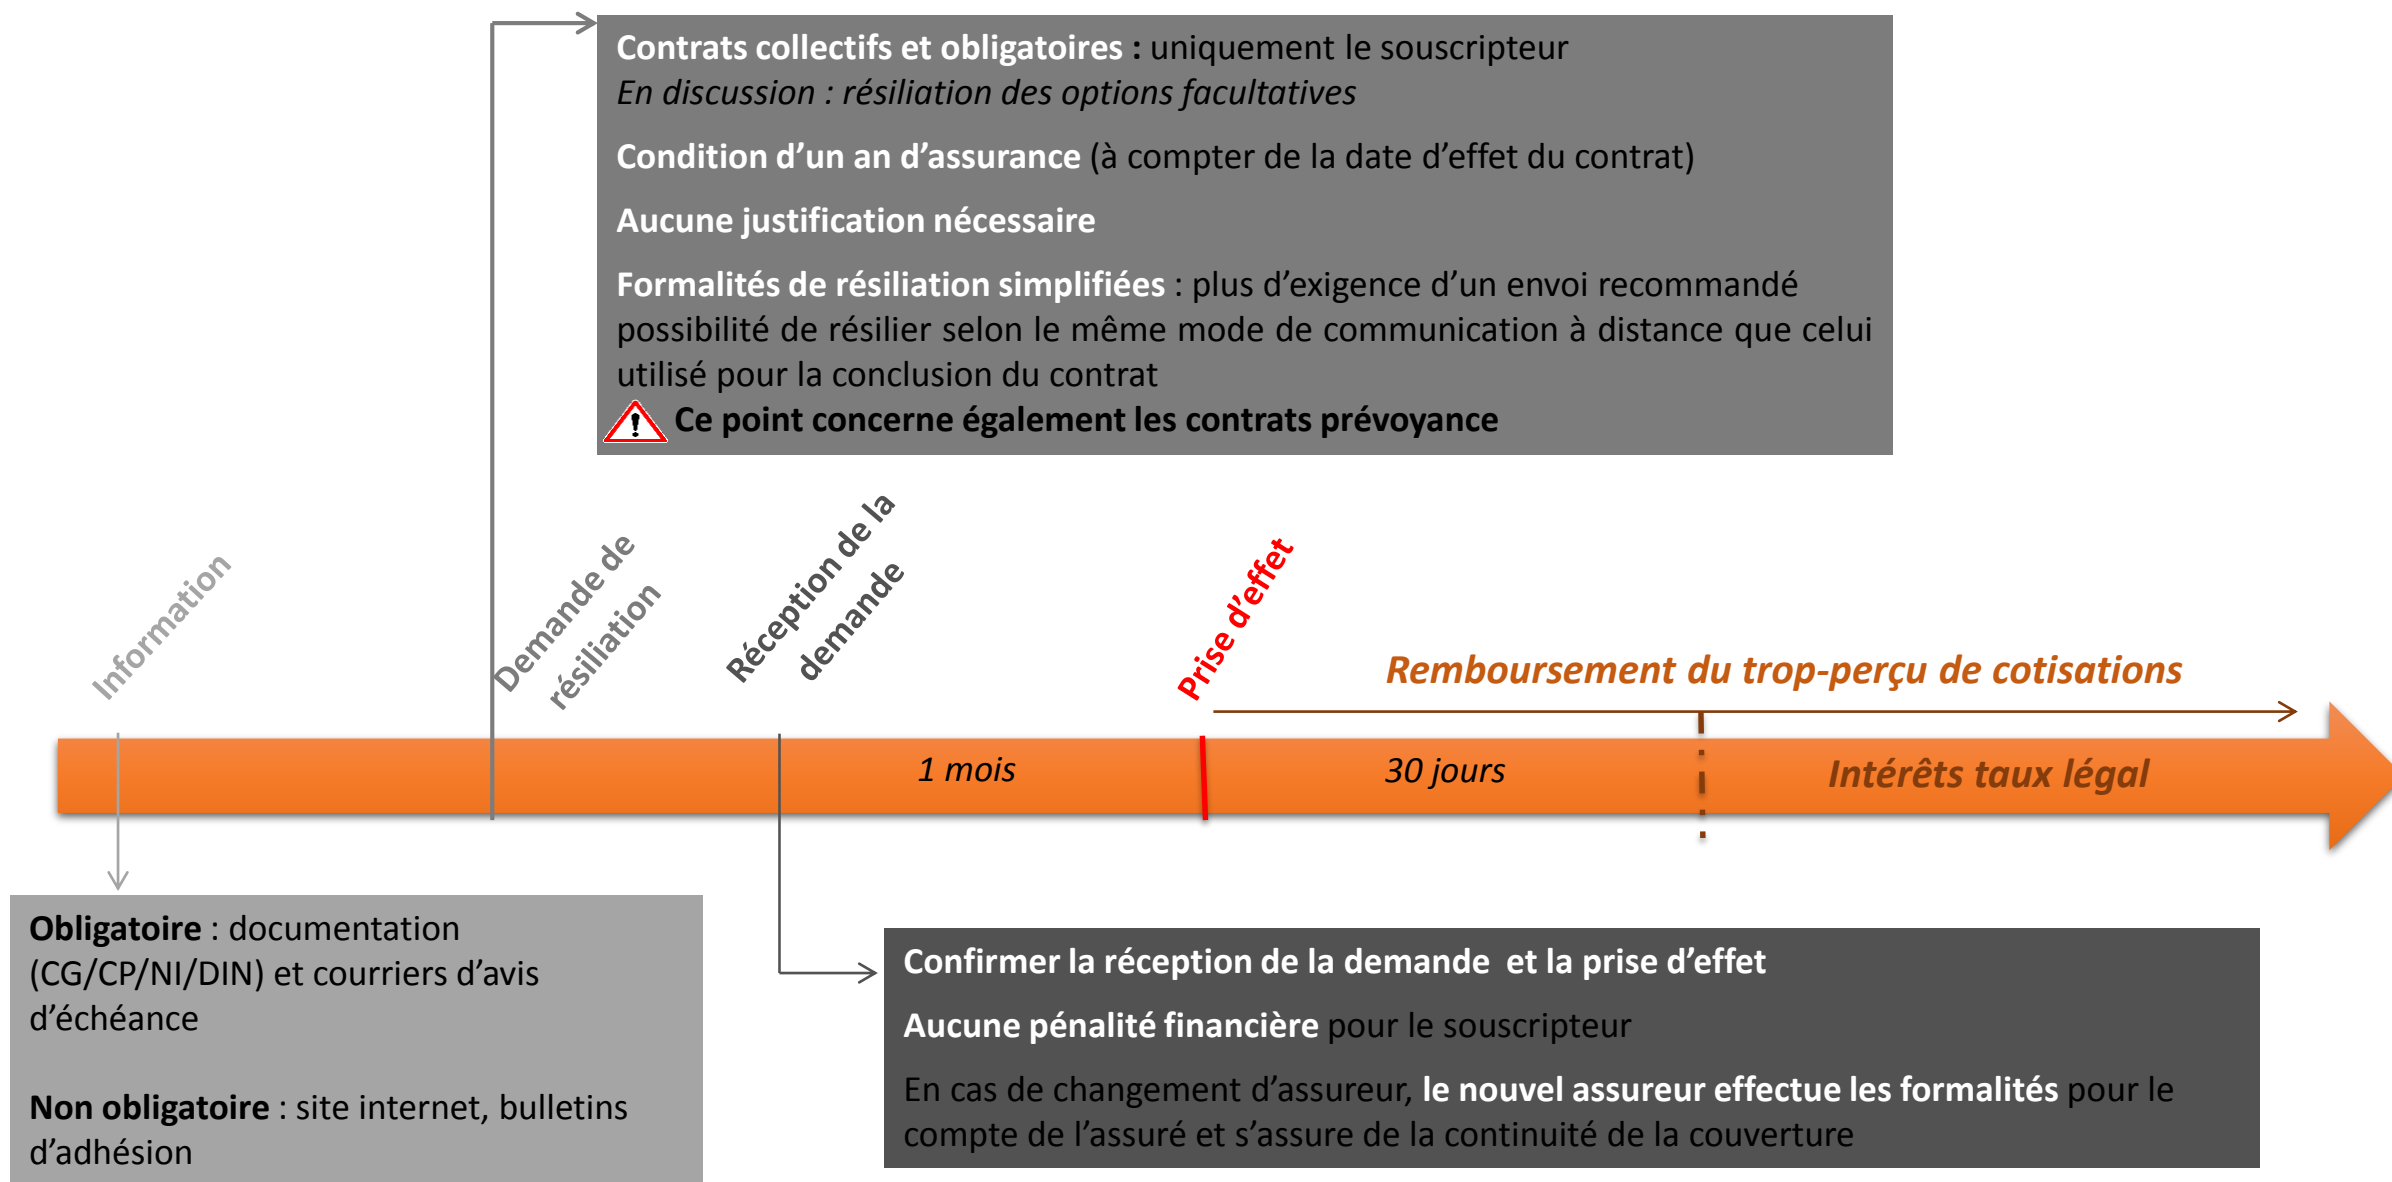 Contrats collectifs et obligatoires : uniquement le souscripteur
En discussion : résiliation des options facultatives
Condition d’un an d’assurance (à compter de la date d’effet du contrat)
Aucune justification nécessaire
Formalités de résiliation simplifiées : plus d’exigence d’un envoi recommandé
possibilité de résilier selon le même mode de communication à distance que celui
utilisé pour la conclusion du contrat
! Ce point concerne également les contrats prévoyance
Information
Demande de
résiliation
Réception de la
demande
Prise d’effet
Remboursement du trop-perçu de cotisations
1 mois
30 jours
Intérêts taux légal
Obligatoire : documentation
(CG/CP/NI/DIN) et courriers d’avis
d’échéance
Non obligatoire : site internet, bulletins
d’adhésion
Confirmer la réception de la demande et la prise d’effet
Aucune pénalité financière pour le souscripteur
En cas de changement d’assureur, le nouvel assureur effectue les formalités pour le
compte de l’assuré et s’assure de la continuité de la couverture